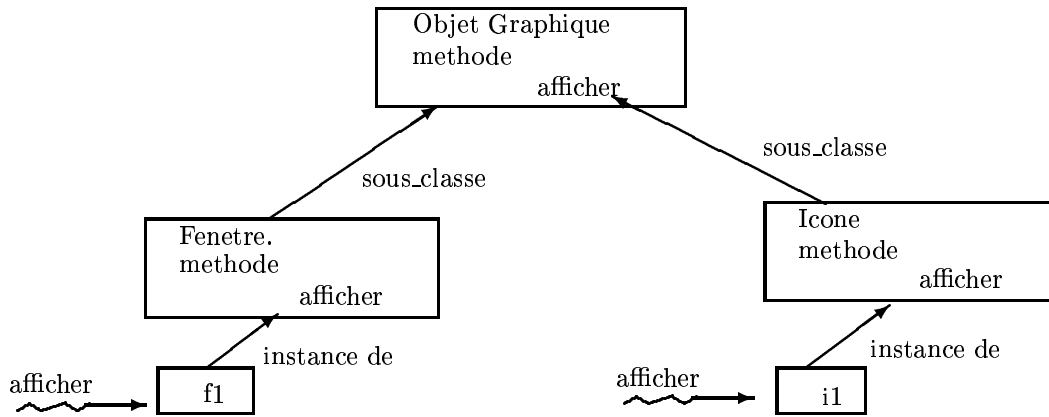 Objet Graphique
methode
afficher
sous_classe
sous_classe
Fenetre.
methode
afficher
Icone
methode
afficher
instance de
instance de
afficher
f1
afficher
i1